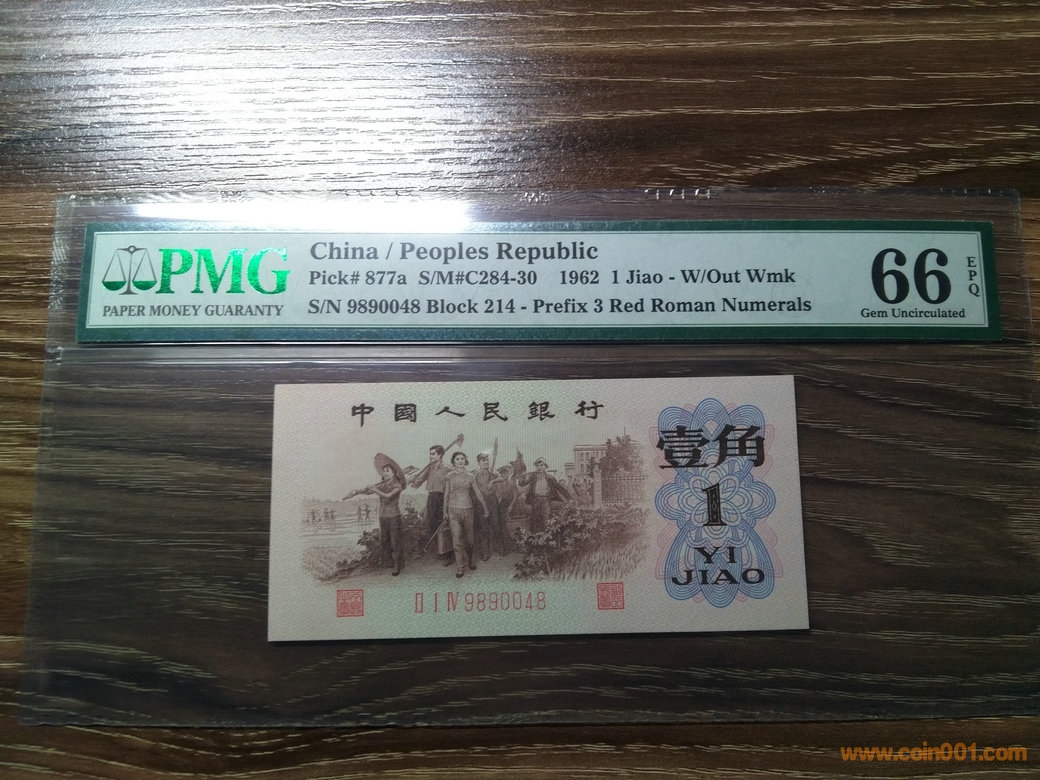 PMG
PAPER MONEY GUARANTY
China / Peoples Republic
Pick# 877a S/M#C284-30 1962 1 Jiao - W/Out Wmk
S/N 9890048 Block 214 - Prefix 3 Red Roman Numerals
66
EPQ
Gem Uncirculated
中國人民銀行
壹角
1
YI
JIAO
II I IV 9890048
www.coin001.com